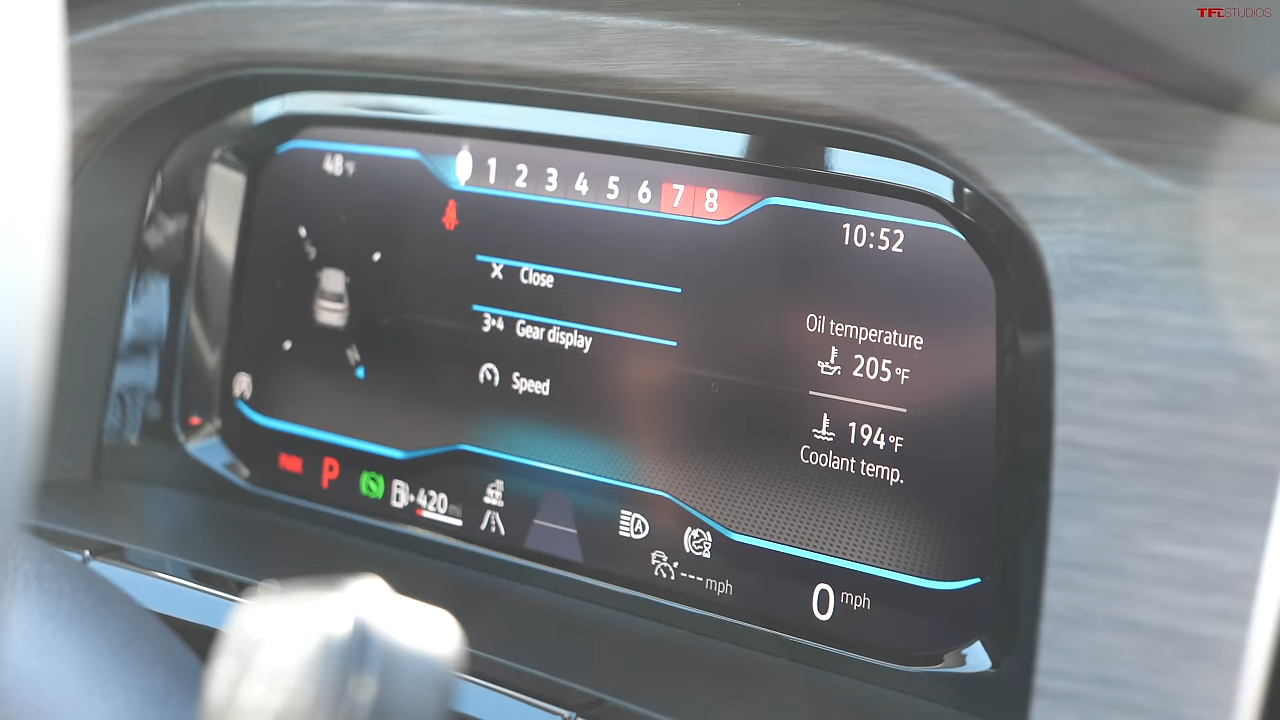 TFLSTUDIOS
48°F
1 2 3 4 5 6 7 8
10:52
Close
3▸4 Gear display
Speed
Oil temperature
205°F
194°F
Coolant temp.
PARK P
420 mi
A
--- mph
0 mph